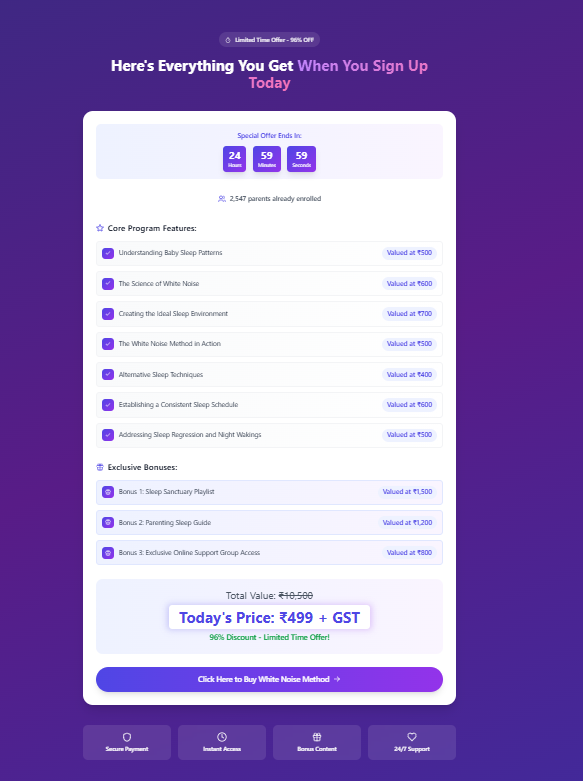 Limited Time Offer - 96% OFF
Here's Everything You Get When You Sign Up
Today
Special Offer Ends In:
24 59 59
Hours Minutes Seconds
2,547 parents already enrolled
Core Program Features:
Understanding Baby Sleep Patterns Valued at ₹500
The Science of White Noise Valued at ₹600
Creating the Ideal Sleep Environment Valued at ₹700
The White Noise Method in Action Valued at ₹500
Alternative Sleep Techniques Valued at ₹400
Establishing a Consistent Sleep Schedule Valued at ₹600
Addressing Sleep Regression and Night Wakings Valued at ₹500
Exclusive Bonuses:
Bonus 1: Sleep Sanctuary Playlist Valued at ₹1,500
Bonus 2: Parenting Sleep Guide Valued at ₹1,200
Bonus 3: Exclusive Online Support Group Access Valued at ₹800
Total Value: ₹10,500
Today's Price: ₹499 + GST
96% Discount - Limited Time Offer!
Click Here to Buy White Noise Method →
Secure Payment Instant Access Bonus Content 24/7 Support